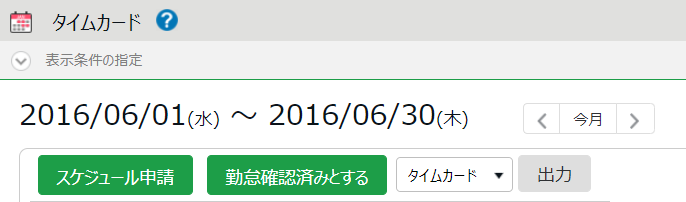 タイムカード ?
表示条件の指定
2016/06/01(水) ～ 2016/06/30(木) 今月
スケジュール申請 勤怠確認済みとする タイムカード 出力